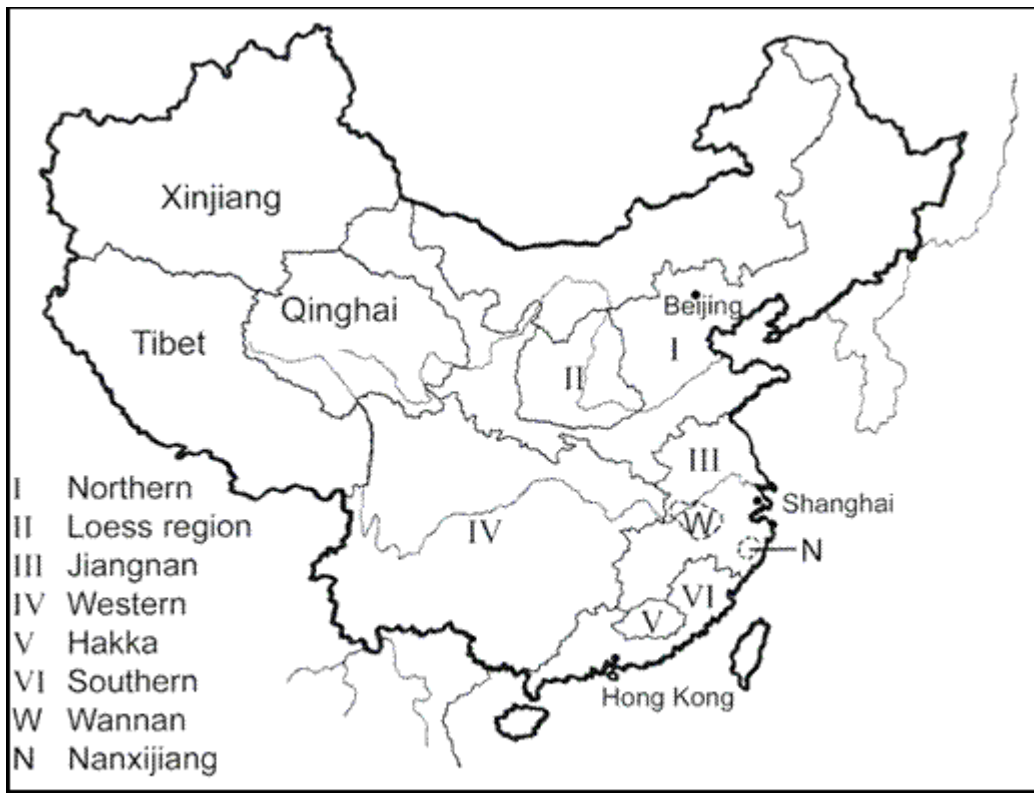 Xinjiang
Qinghai
Tibet
Beijing
I
II
III
Shanghai
IV
W
N
VI
V
Hong Kong
I Northern
II Loess region
III Jiangnan
IV Western
V Hakka
VI Southern
W Wannan
N Nanxijiang